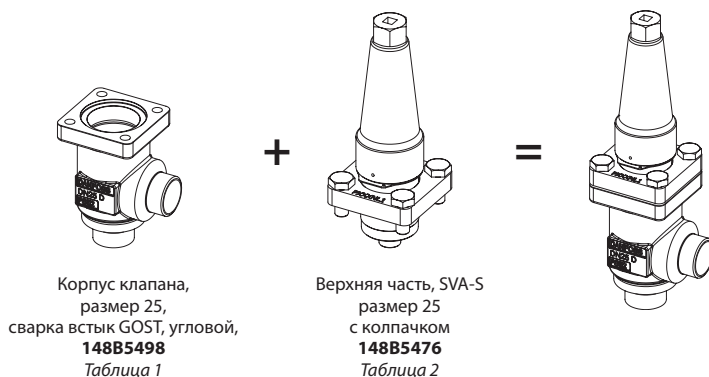 +
=
Корпус клапана,
размер 25,
сварка встык GOST, угловой,
148B5498
Таблица 1
Верхняя часть, SVA-S
размер 25
с колпачком
148B5476
Таблица 2